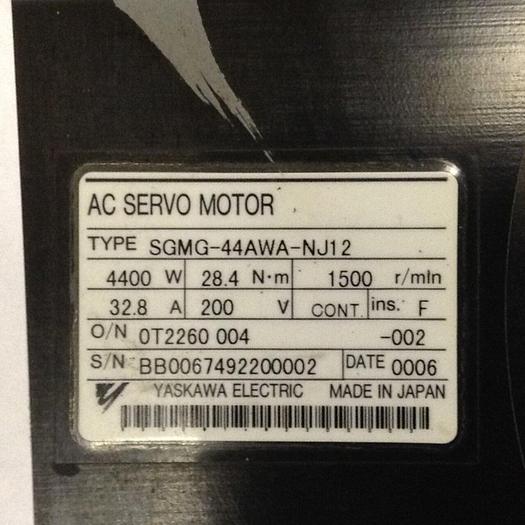 AC SERVO MOTOR
TYPE SGMG-44AWA-NJ12
4400 W 28.4 N·m 1500 r/min
32.8 A 200 V CONT. ins. F
O/N 0T2260 004 -002
S/N BB0067492200002 DATE 0006
YASKAWA ELECTRIC MADE IN JAPAN